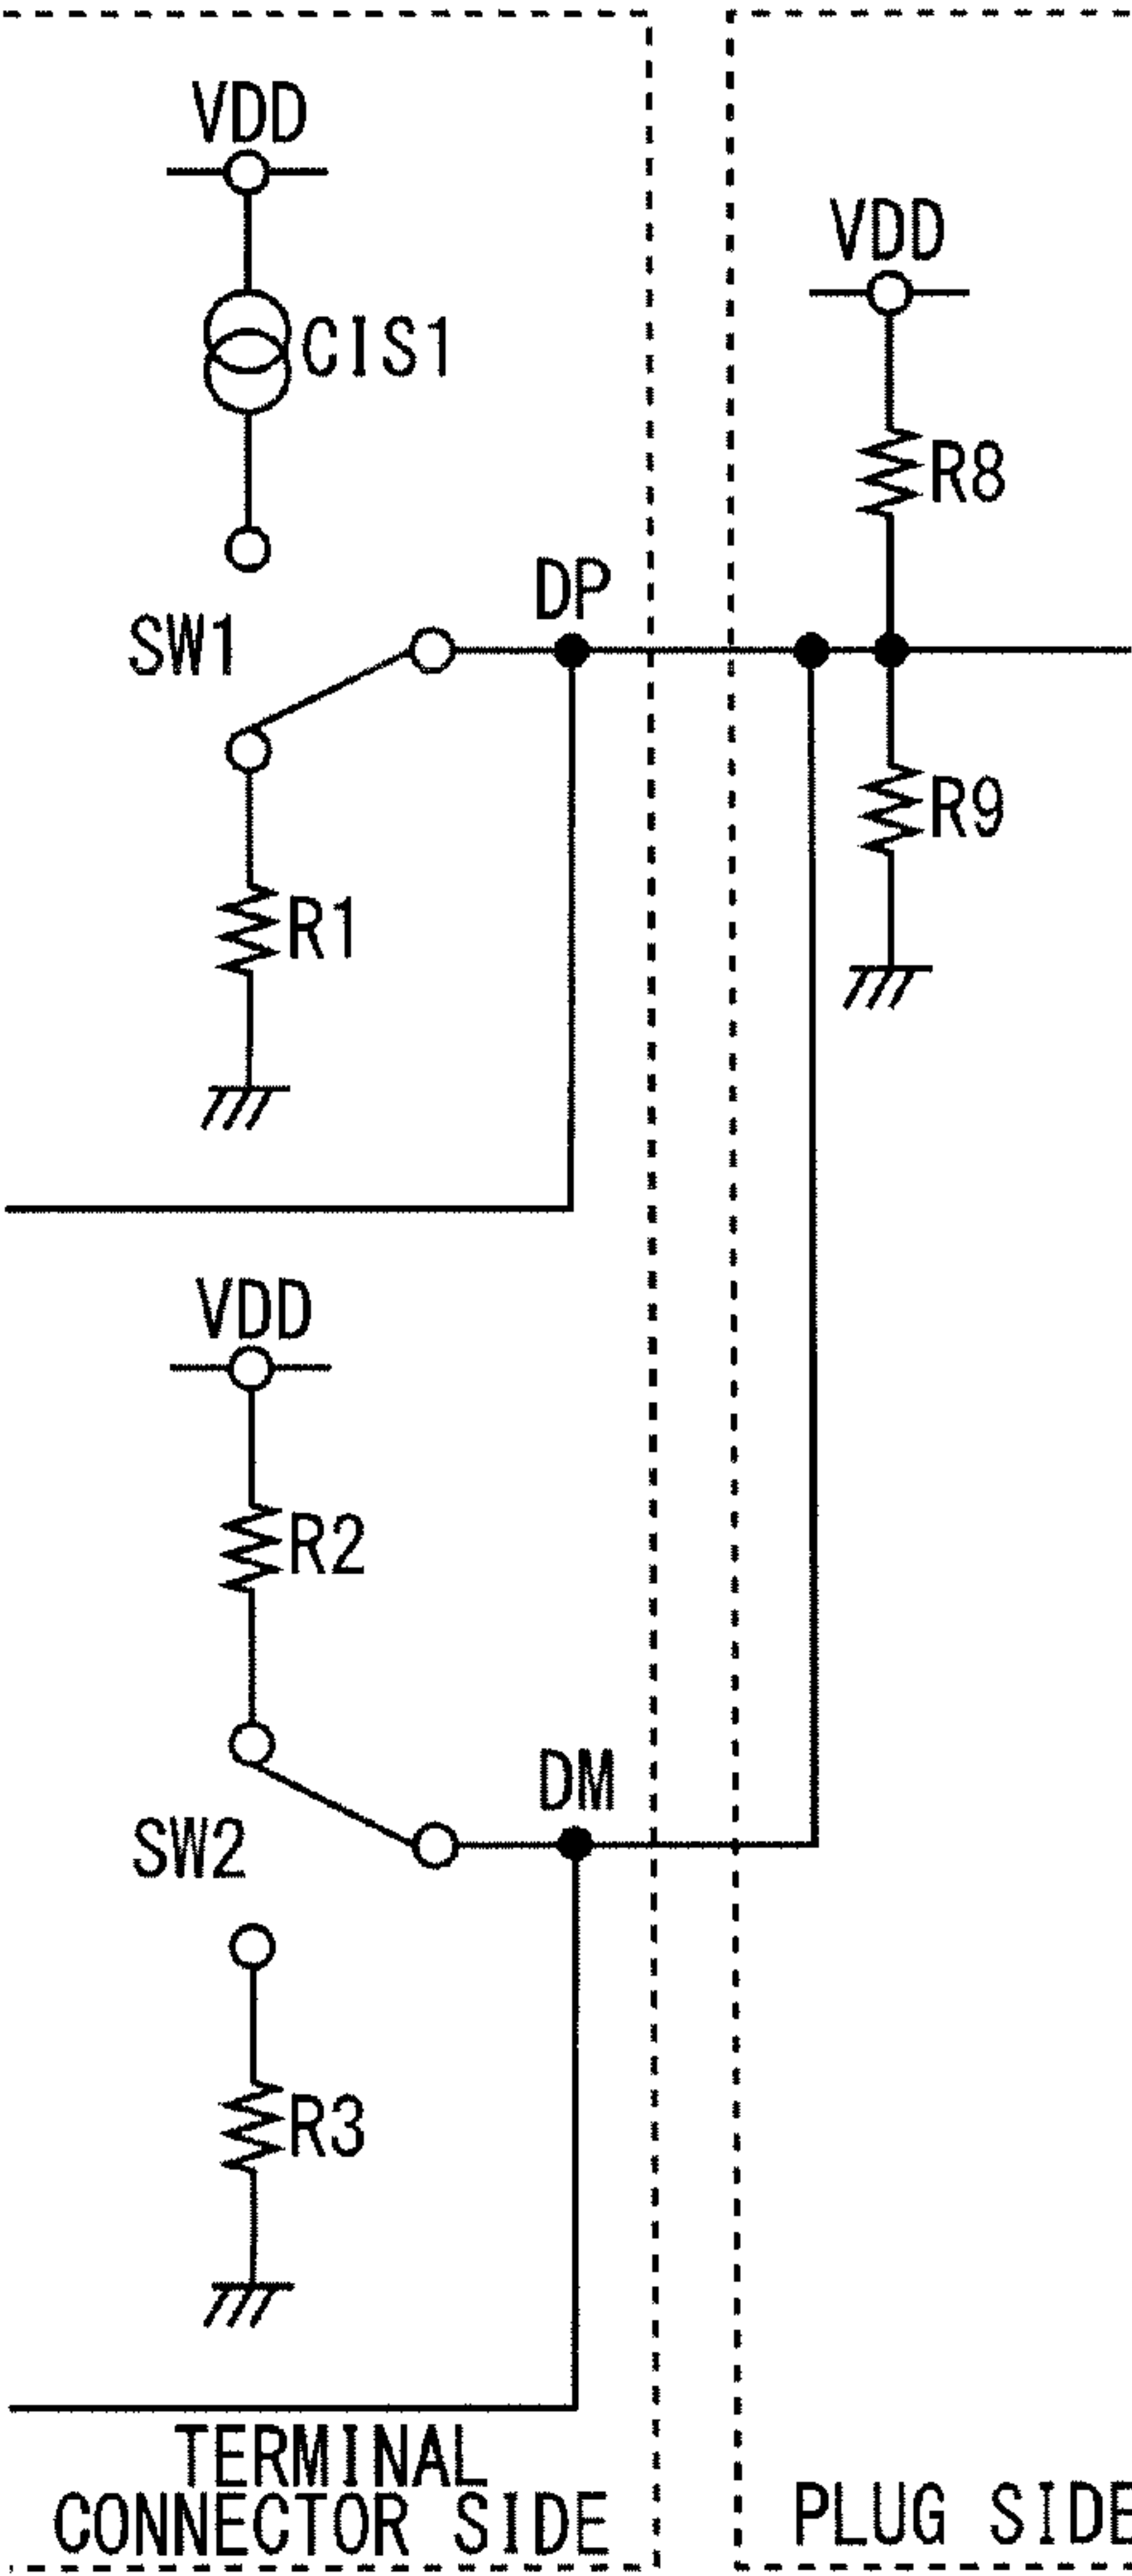 VDD
CIS1
SW1
R1
DP
VDD
R8
R9
VDD
R2
SW2
DM
R3
TERMINAL
CONNECTOR SIDE
PLUG SIDE